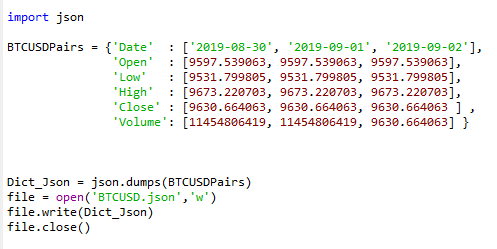 import json
BTCUSDPairs = {'Date'  : ['2019-08-30', '2019-09-01', '2019-09-02'],
'Open'  : [9597.539063, 9597.539063, 9597.539063],
'Low'   : [9531.799805, 9531.799805, 9531.799805],
'High'  : [9673.220703, 9673.220703, 9673.220703],
'Close' : [9630.664063, 9630.664063, 9630.664063 ] ,
'Volume': [11454806419, 11454806419, 9630.664063] }
Dict_Json = json.dumps(BTCUSDPairs)
file = open('BTCUSD.json','w')
file.write(Dict_Json)
file.close()